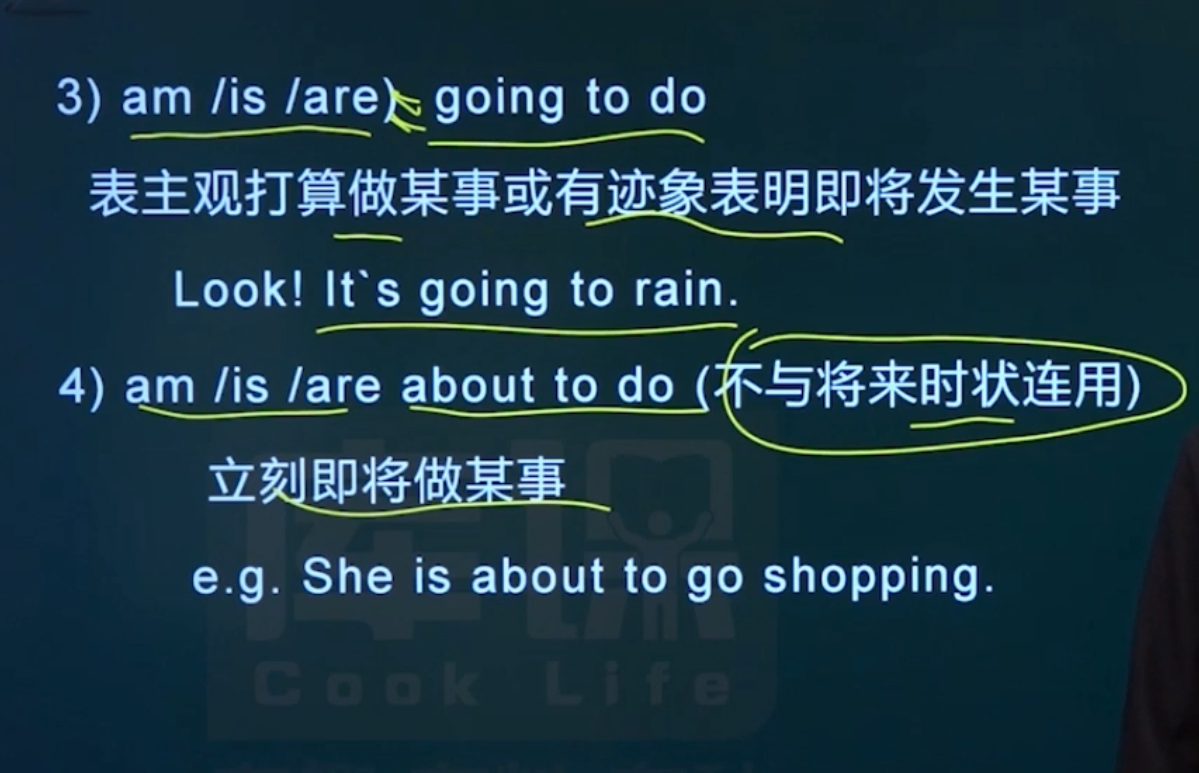 3) am /is /are) going to do
表主观打算做某事或有迹象表明即将发生某事
Look! It`s going to rain.
4) am /is /are about to do (不与将来时状连用)
立刻即将做某事
e.g. She is about to go shopping.
库课
Cook Life